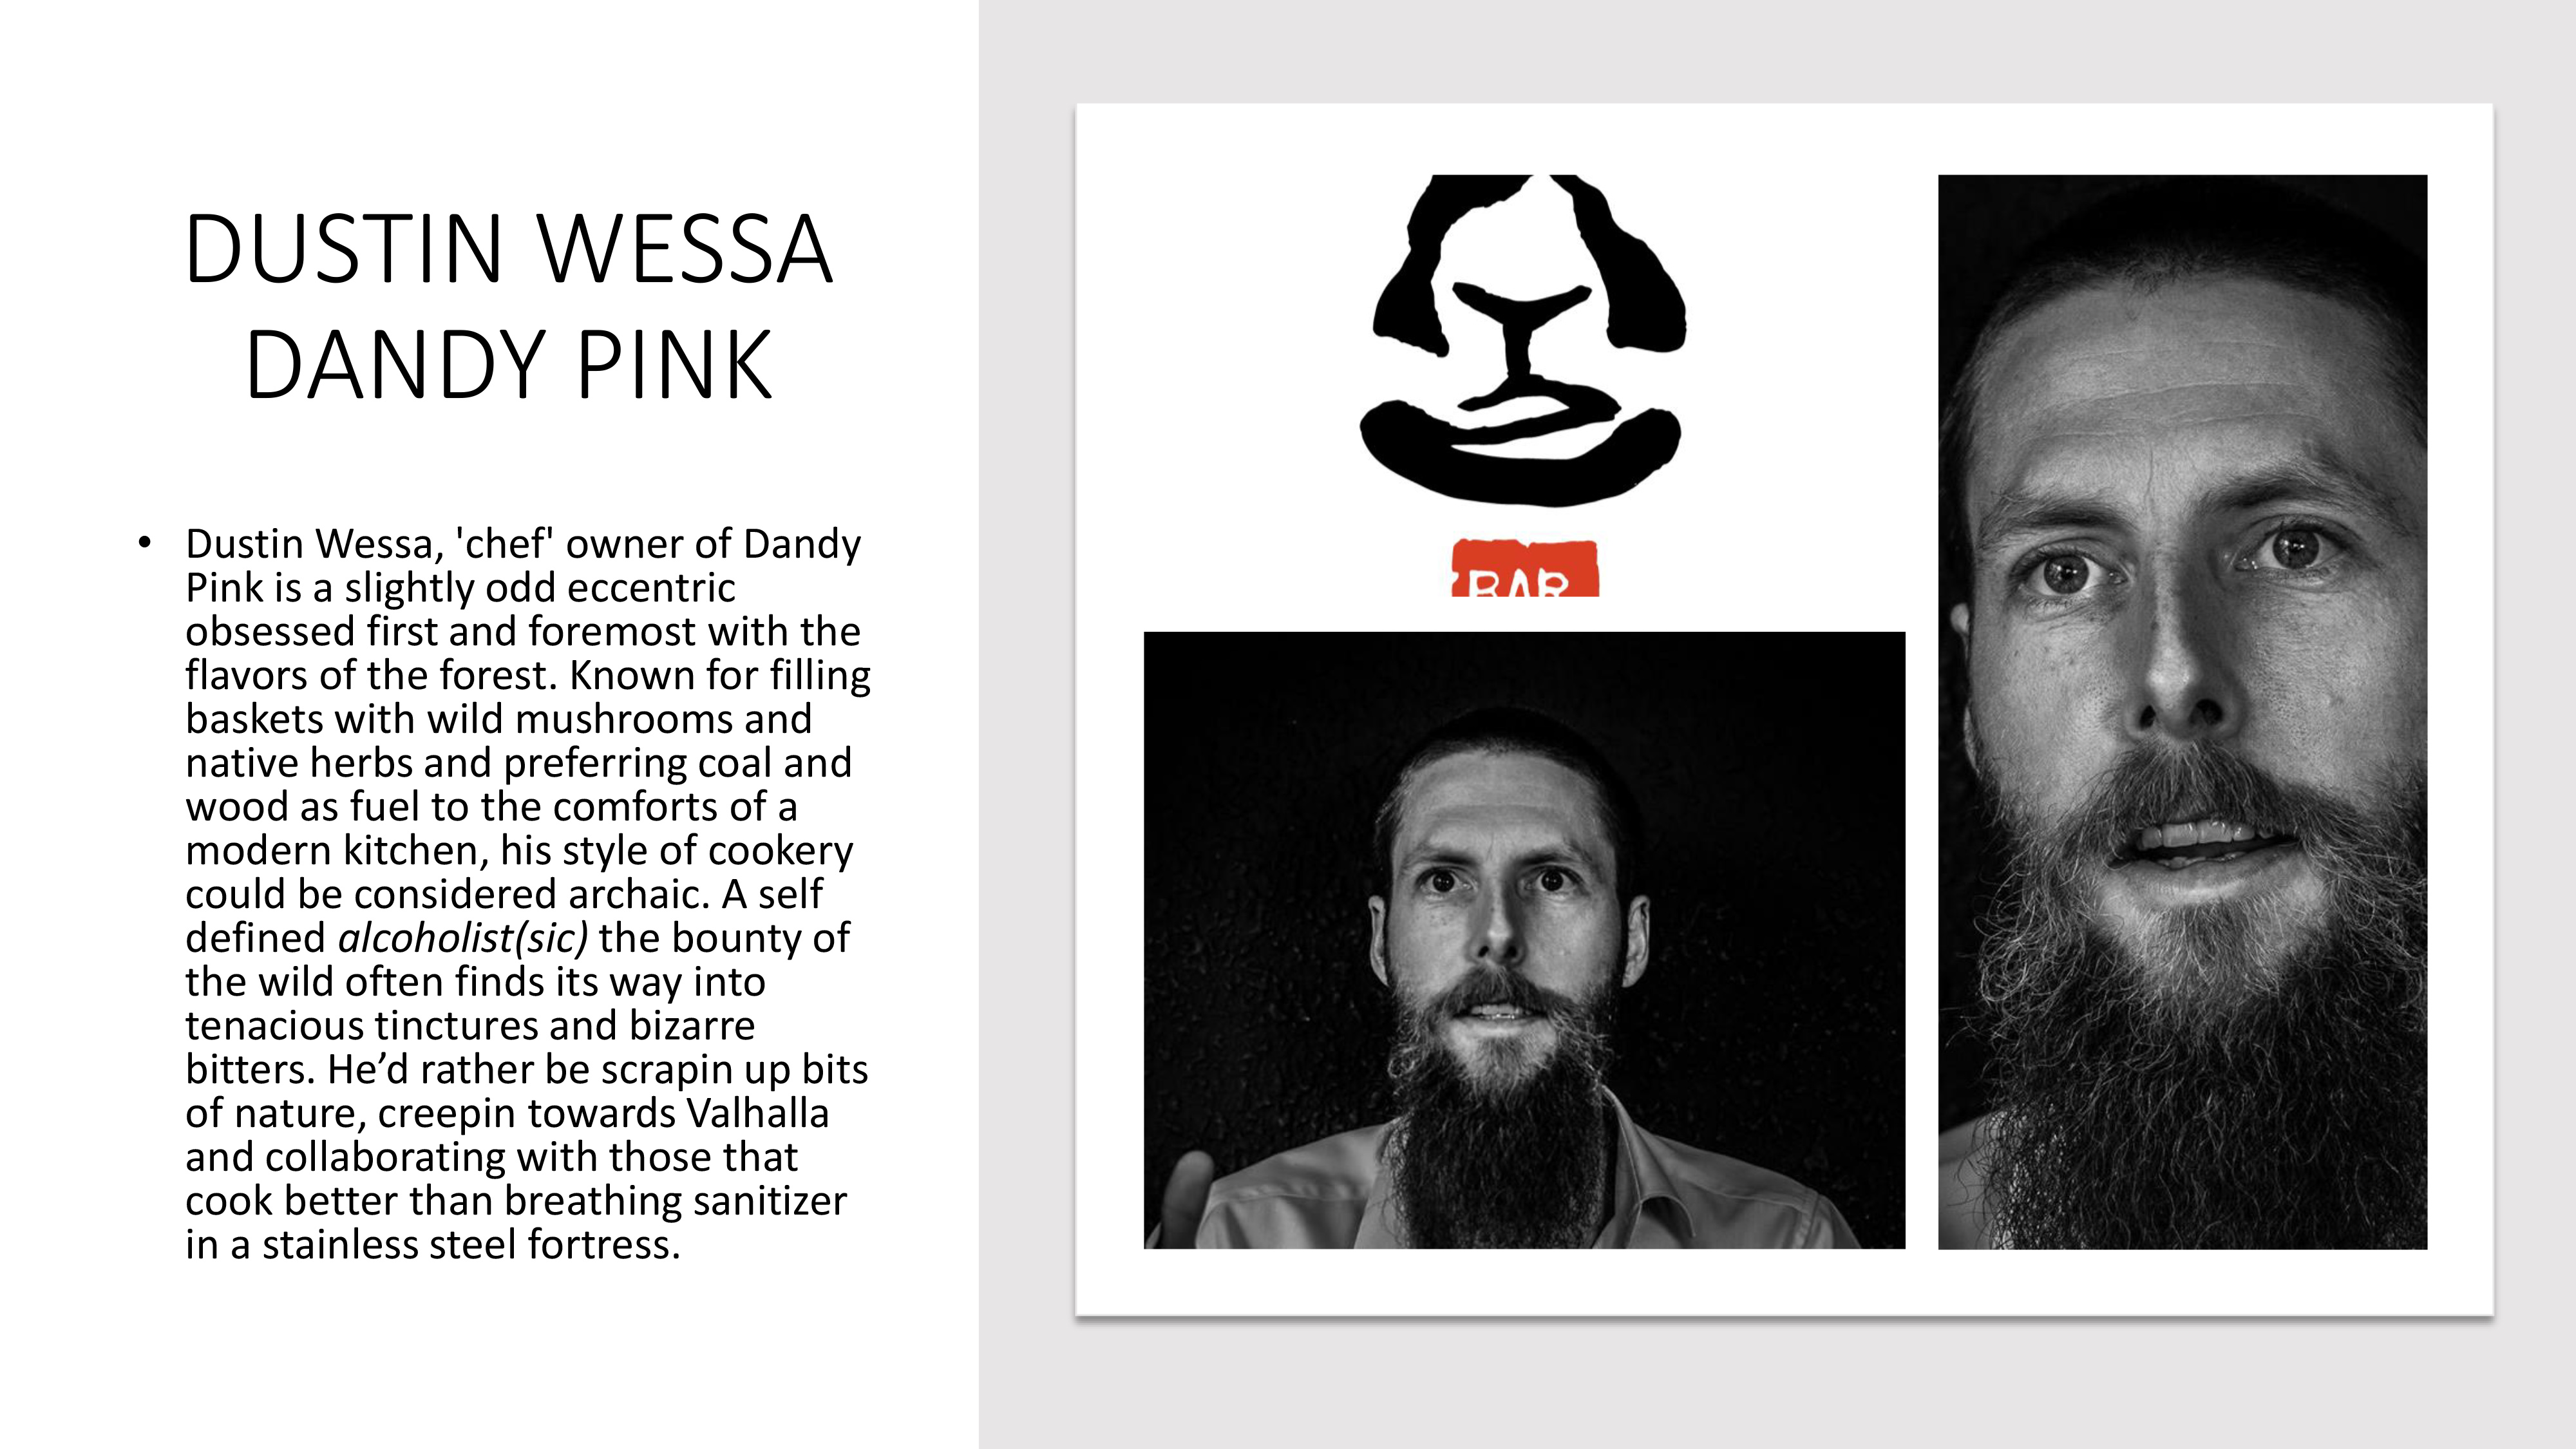 DUSTIN WESSA
DANDY PINK
• Dustin Wessa, 'chef' owner of Dandy
Pink is a slightly odd eccentric
obsessed first and foremost with the
flavors of the forest. Known for filling
baskets with wild mushrooms and
native herbs and preferring coal and
wood as fuel to the comforts of a
modern kitchen, his style of cookery
could be considered archaic. A self
defined alcoholist(sic) the bounty of
the wild often finds its way into
tenacious tinctures and bizarre
bitters. He’d rather be scrapin up bits
of nature, creepin towards Valhalla
and collaborating with those that
cook better than breathing sanitizer
in a stainless steel fortress.
BAR